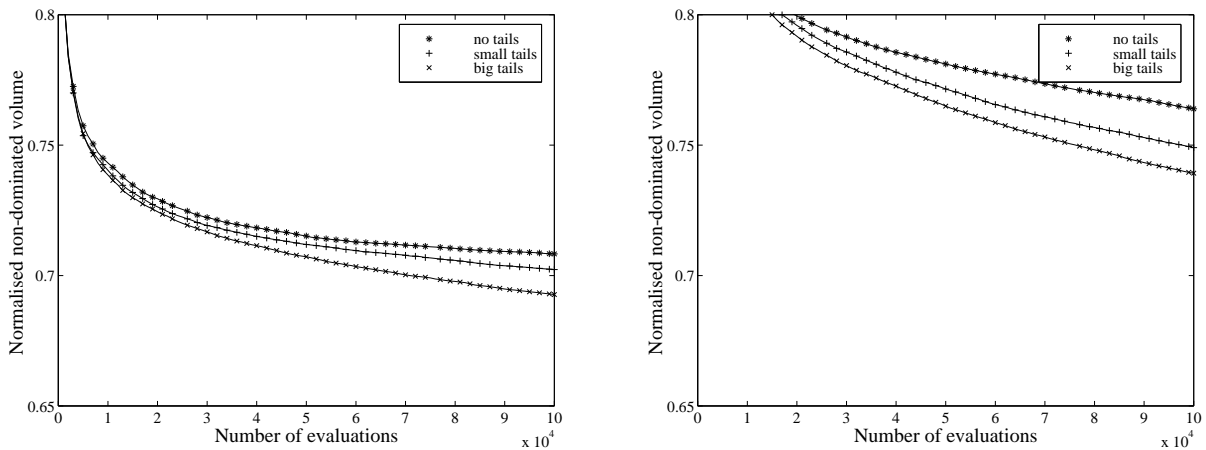 0.8
0.75
0.7
0.65
Normalised non-dominated volume
no tails
small tails
big tails
0 1 2 3 4 5 6 7 8 9 10
Number of evaluations
x 10^4
0.8
0.75
0.7
0.65
Normalised non-dominated volume
no tails
small tails
big tails
0 1 2 3 4 5 6 7 8 9 10
Number of evaluations
x 10^4